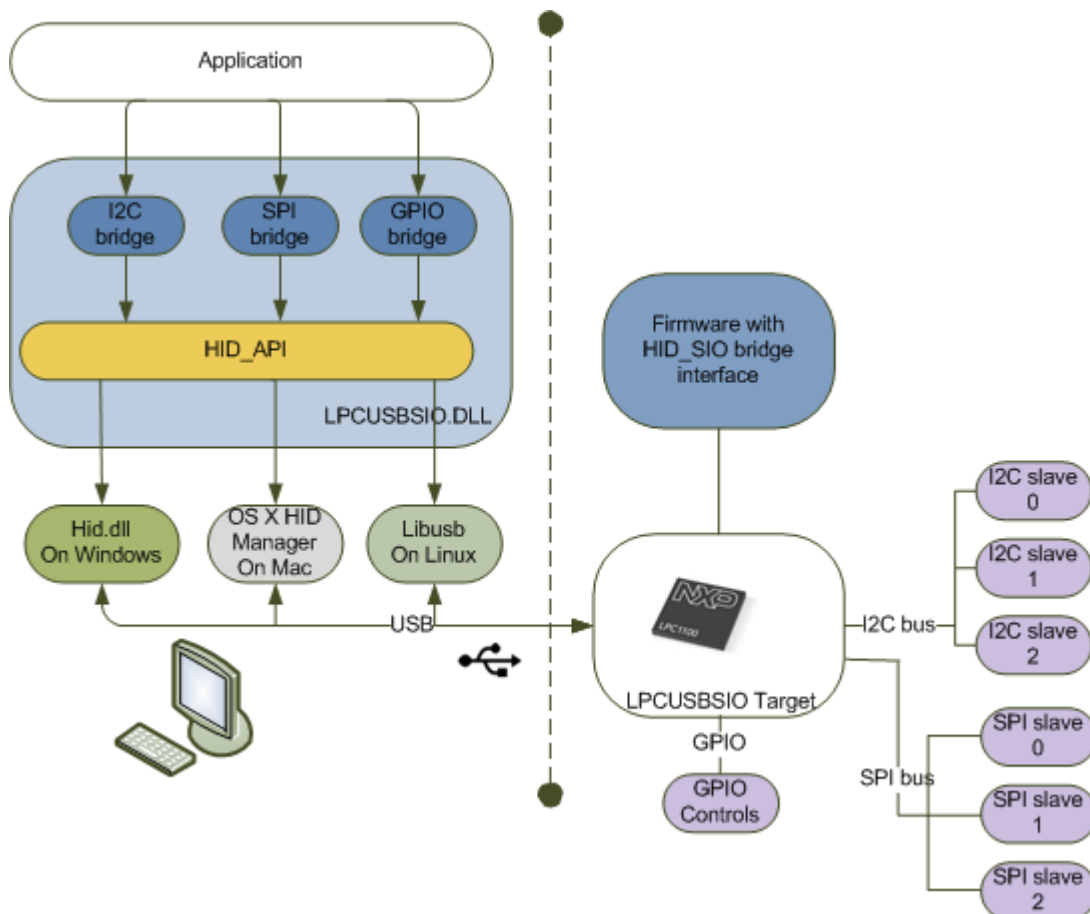 Application
I2C
bridge
SPI
bridge
GPIO
bridge
HID_API
LPCUSBSIO.DLL
Hid.dll
On Windows
OS X HID
Manager
On Mac
Libusb
On Linux
USB
Firmware with
HID_SIO bridge
interface
NXP
LPC1100
LPCUSBSIO Target
GPIO
GPIO
Controls
I2C bus
I2C slave
0
I2C slave
1
I2C slave
2
SPI bus
SPI slave
0
SPI slave
1
SPI slave
2